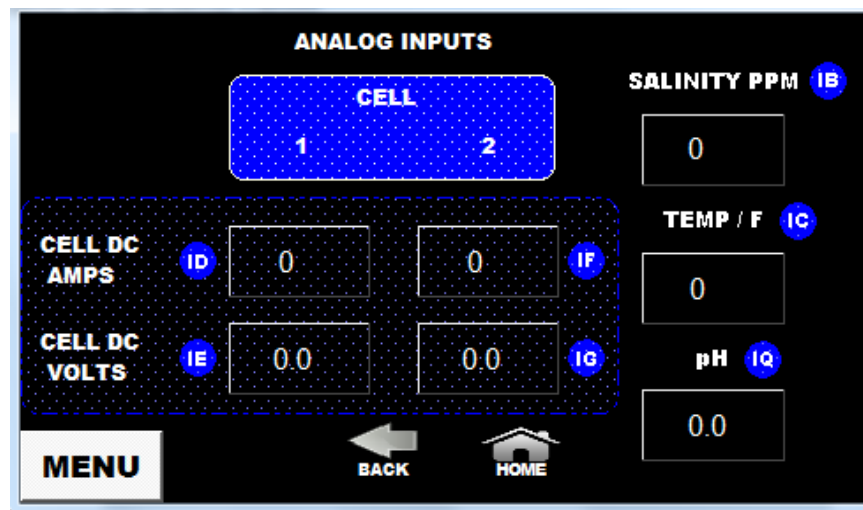 ANALOG INPUTS
CELL
1 2
SALINITY PPM IB
0
TEMP / F IC
0
pH IQ
0.0
CELL DC
AMPS
ID 0 0 IF
CELL DC
VOLTS
IE 0.0 0.0 IG
MENU
BACK
HOME